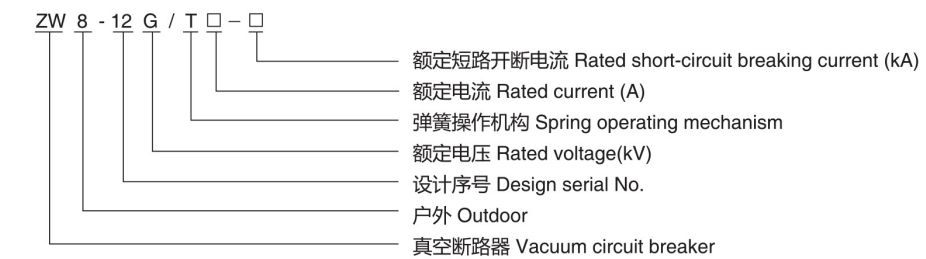 ZW 8 - 12 G / T □ - □
额定短路开断电流 Rated short-circuit breaking current (kA)
额定电流 Rated current (A)
弹簧操作机构 Spring operating mechanism
额定电压 Rated voltage(kV)
设计序号 Design serial No.
户外 Outdoor
真空断路器 Vacuum circuit breaker